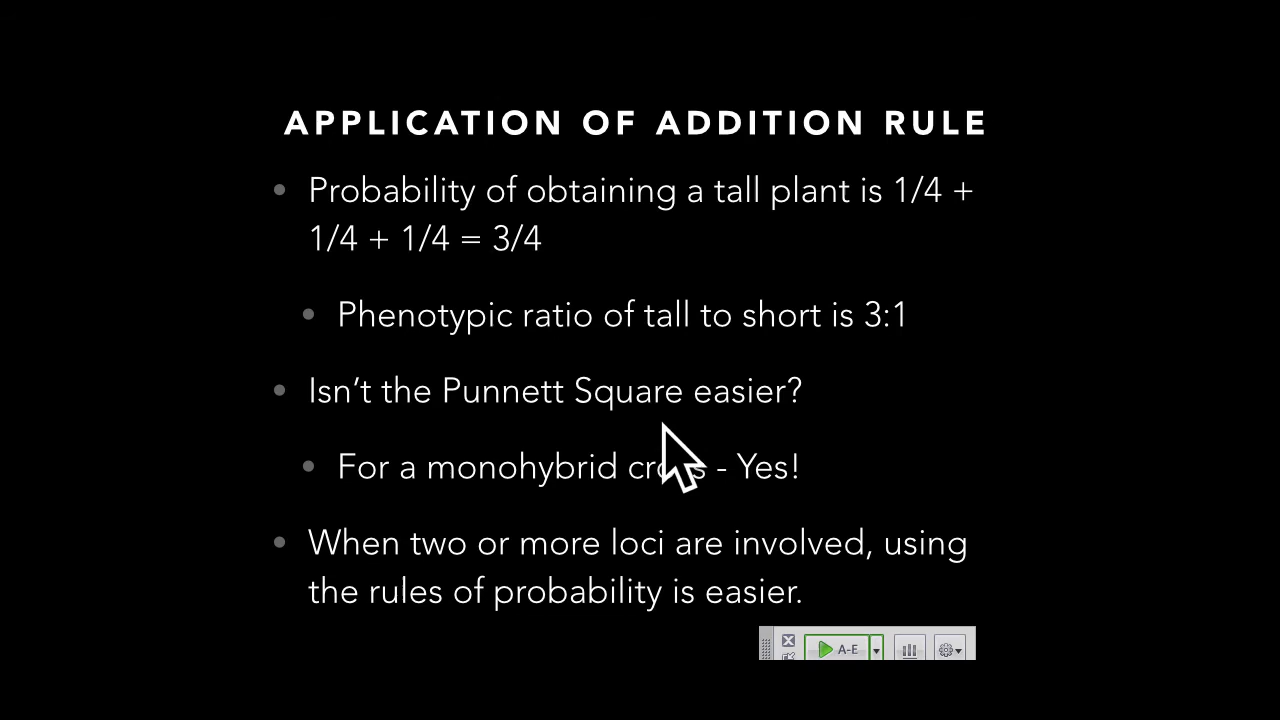 APPLICATION OF ADDITION RULE
• Probability of obtaining a tall plant is 1/4 +
1/4 + 1/4 = 3/4
• Phenotypic ratio of tall to short is 3:1
• Isn't the Punnett Square easier?
• For a monohybrid cross - Yes!
• When two or more loci are involved, using
the rules of probability is easier.
A-E